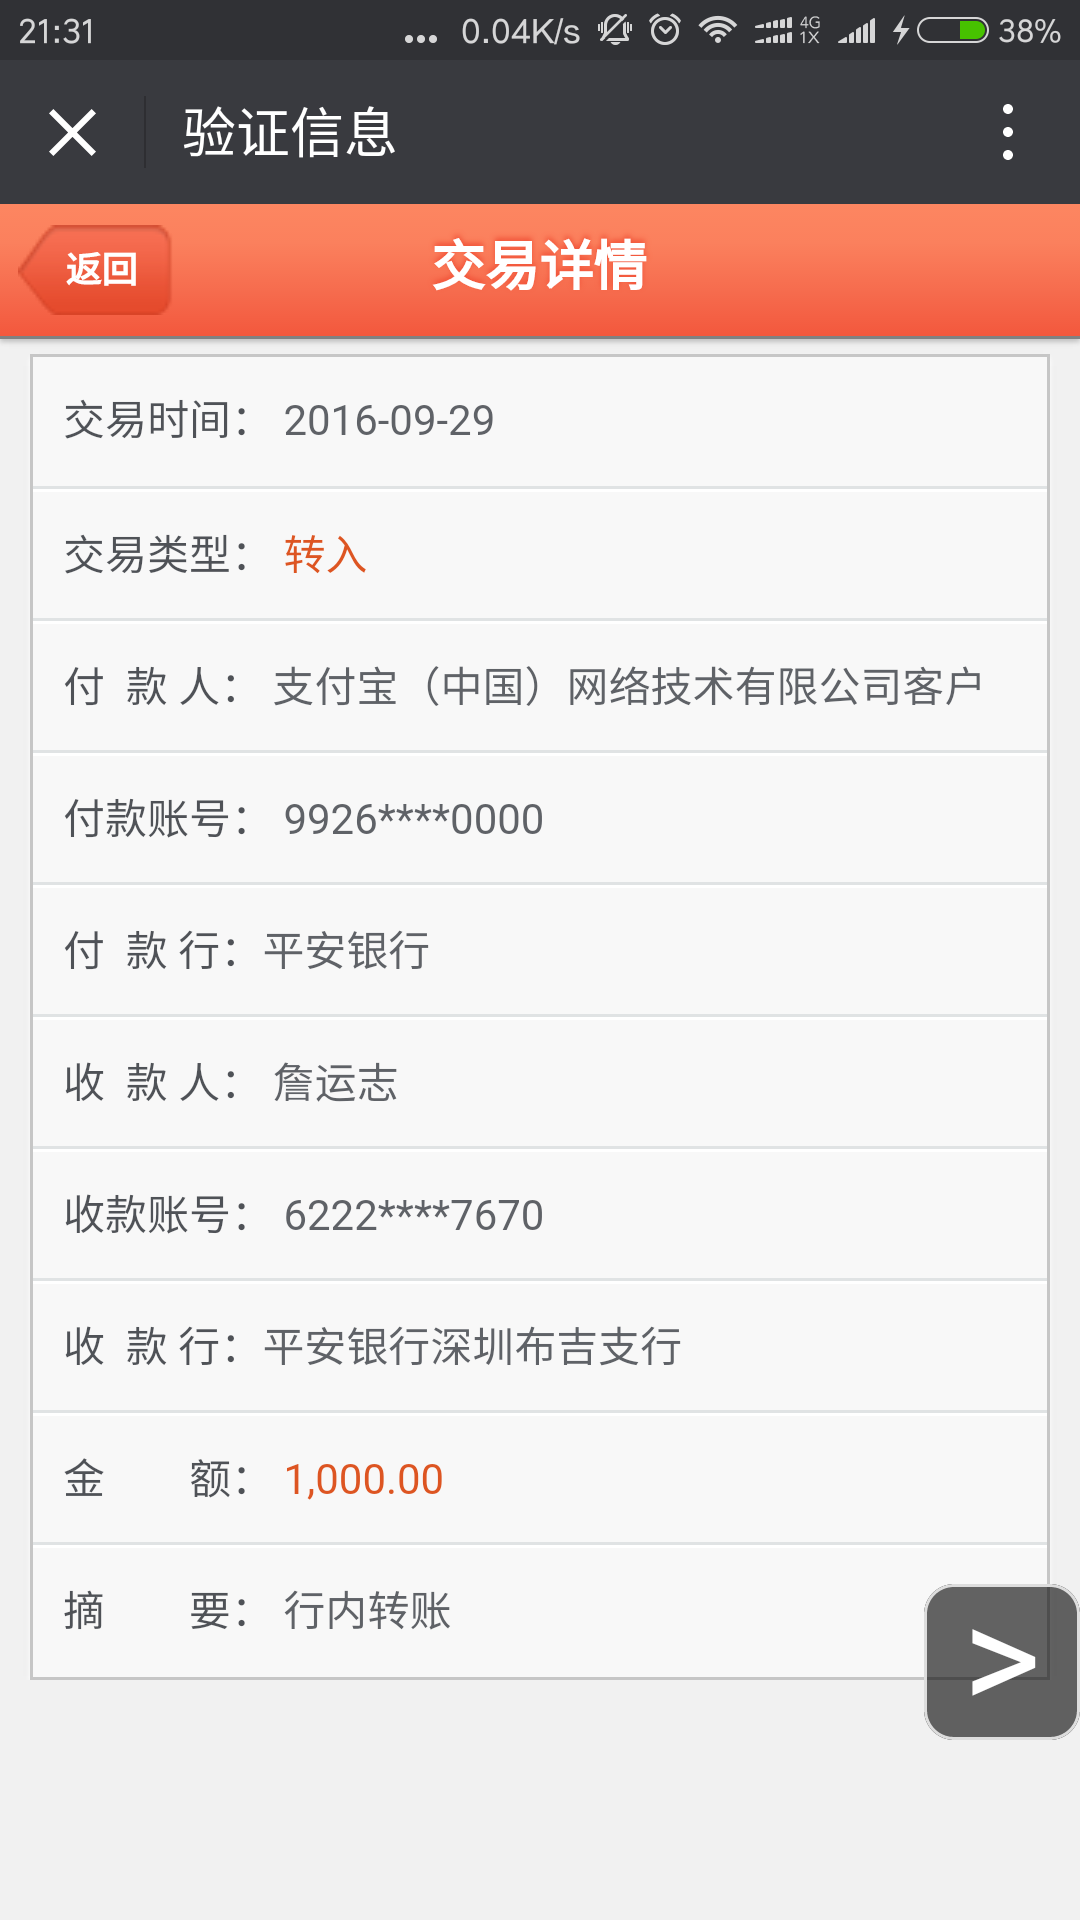 21:31 ... 0.04K/s 4G 1X 38%
验证信息
返回 交易详情
交易时间： 2016-09-29
交易类型： 转入
付 款 人： 支付宝（中国）网络技术有限公司客户
付款账号： 9926****0000
付 款 行：平安银行
收 款 人： 詹运志
收款账号： 6222****7670
收 款 行：平安银行深圳布吉支行
金 额： 1,000.00
摘 要： 行内转账
>